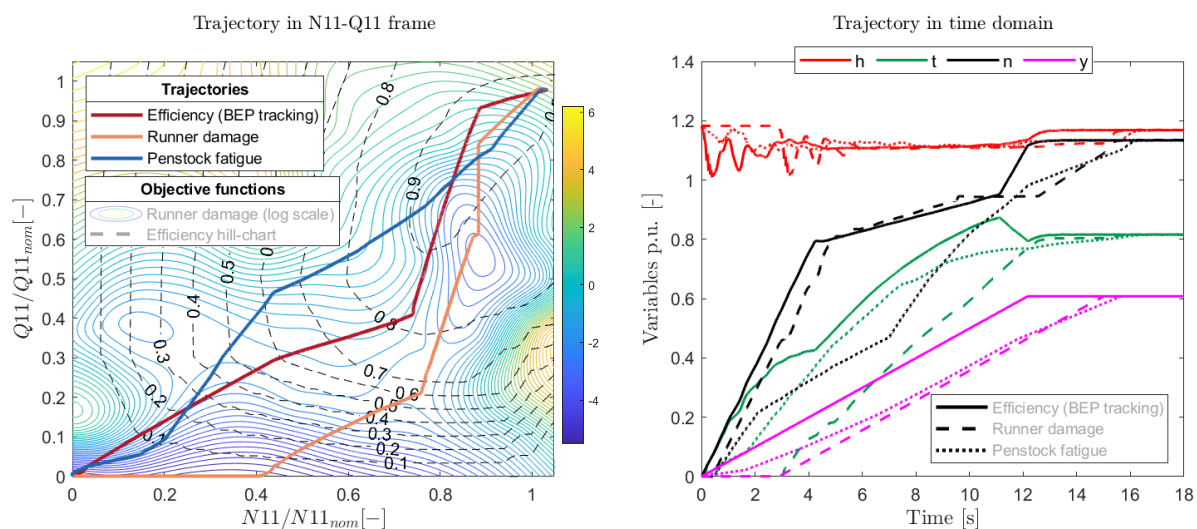 Trajectory in N11-Q11 frame
Trajectories
Efficiency (BEP tracking)
Runner damage
Penstock fatigue
Objective functions
Runner damage (log scale)
Efficiency hill-chart
1
0.9
0.8
0.7
0.6
0.5
0.4
0.3
0.2
0.1
0
Q11/Q11nom[-]
0
0.2
0.4
0.6
0.8
1
N11/N11nom[-]
0.8
0.9
0.5
0.4
0.3
0.2
0.1
0.8
0.7
0.6
0.5
0.4
0.3
0.2
0.1
6
4
2
0
-2
-4
Trajectory in time domain
h t n y
1.4
1.2
1
0.8
0.6
0.4
0.2
0
Variables p.u. [-]
Efficiency (BEP tracking)
Runner damage
Penstock fatigue
0 2 4 6 8 10 12 14 16 18
Time [s]